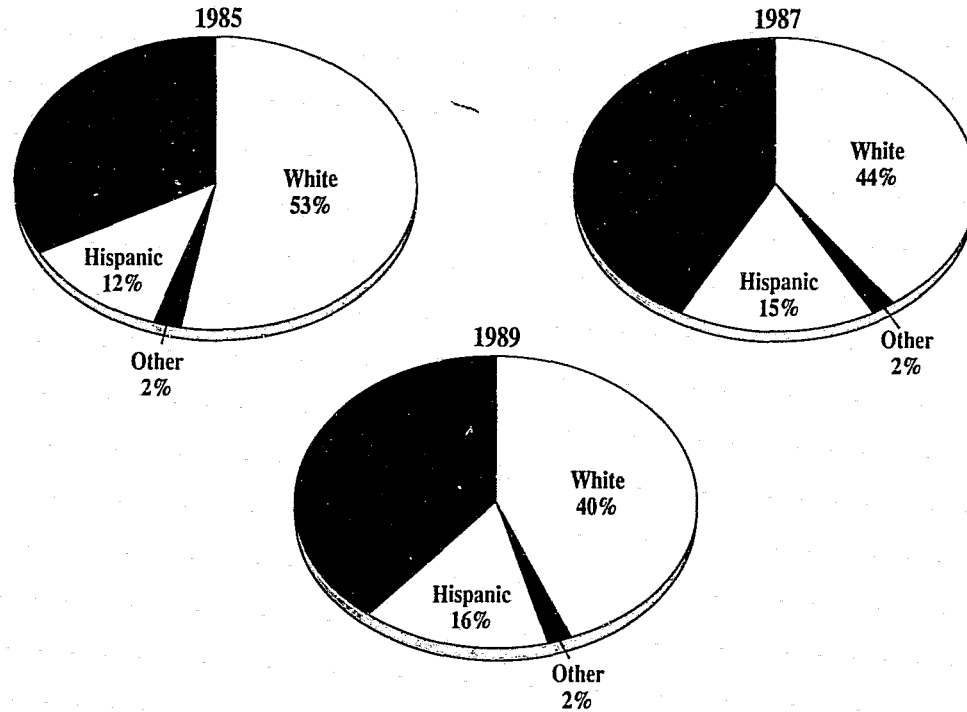 1985
White
53%
Hispanic
12%
Other
2%
1987
White
44%
Hispanic
15%
Other
2%
1989
White
40%
Hispanic
16%
Other
2%